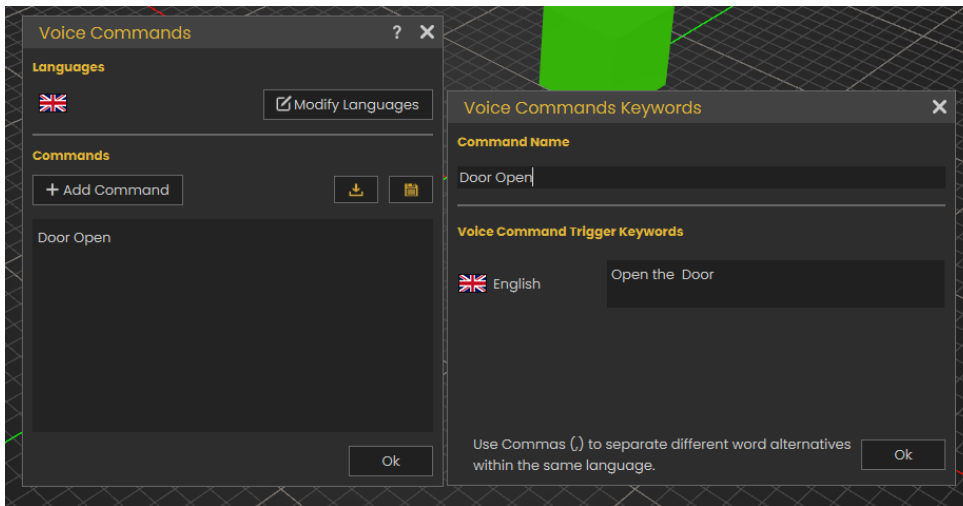 Voice Commands ?
Languages
Modify Languages
Commands
+ Add Command
Door Open
Ok
Voice Commands Keywords
Command Name
Door Open
Voice Command Trigger Keywords
English
Open the  Door
Use Commas (,) to separate different word alternatives
within the same language.
Ok